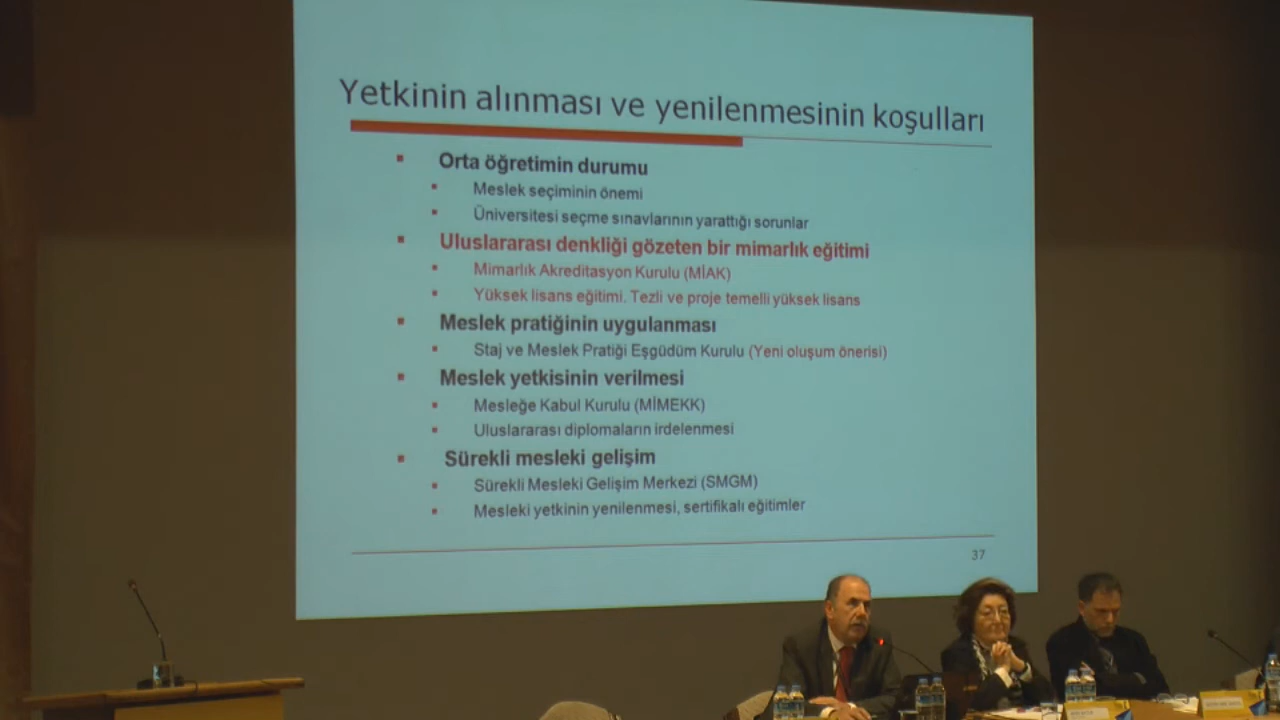 Yetkinin alınması ve yenilenmesinin koşulları
Orta öğretimin durumu
Meslek seçiminin önemi
Üniversitesi seçme sınavlarının yarattığı sorunlar
Uluslararası denkliği gözeten bir mimarlık eğitimi
Mimarlık Akreditasyon Kurulu (MİAK)
Yüksek lisans eğitimi. Tezli ve proje temelli yüksek lisans
Meslek pratiğinin uygulanması
Staj ve Meslek Pratiği Eşgüdüm Kurulu (Yeni oluşum önerisi)
Meslek yetkisinin verilmesi
Mesleğe Kabul Kurulu (MİMEKK)
Uluslararası diplomaların irdelenmesi
Sürekli mesleki gelişim
Sürekli Mesleki Gelişim Merkezi (SMGM)
Mesleki yetkinin yenilenmesi, sertifikalı eğitimler
37